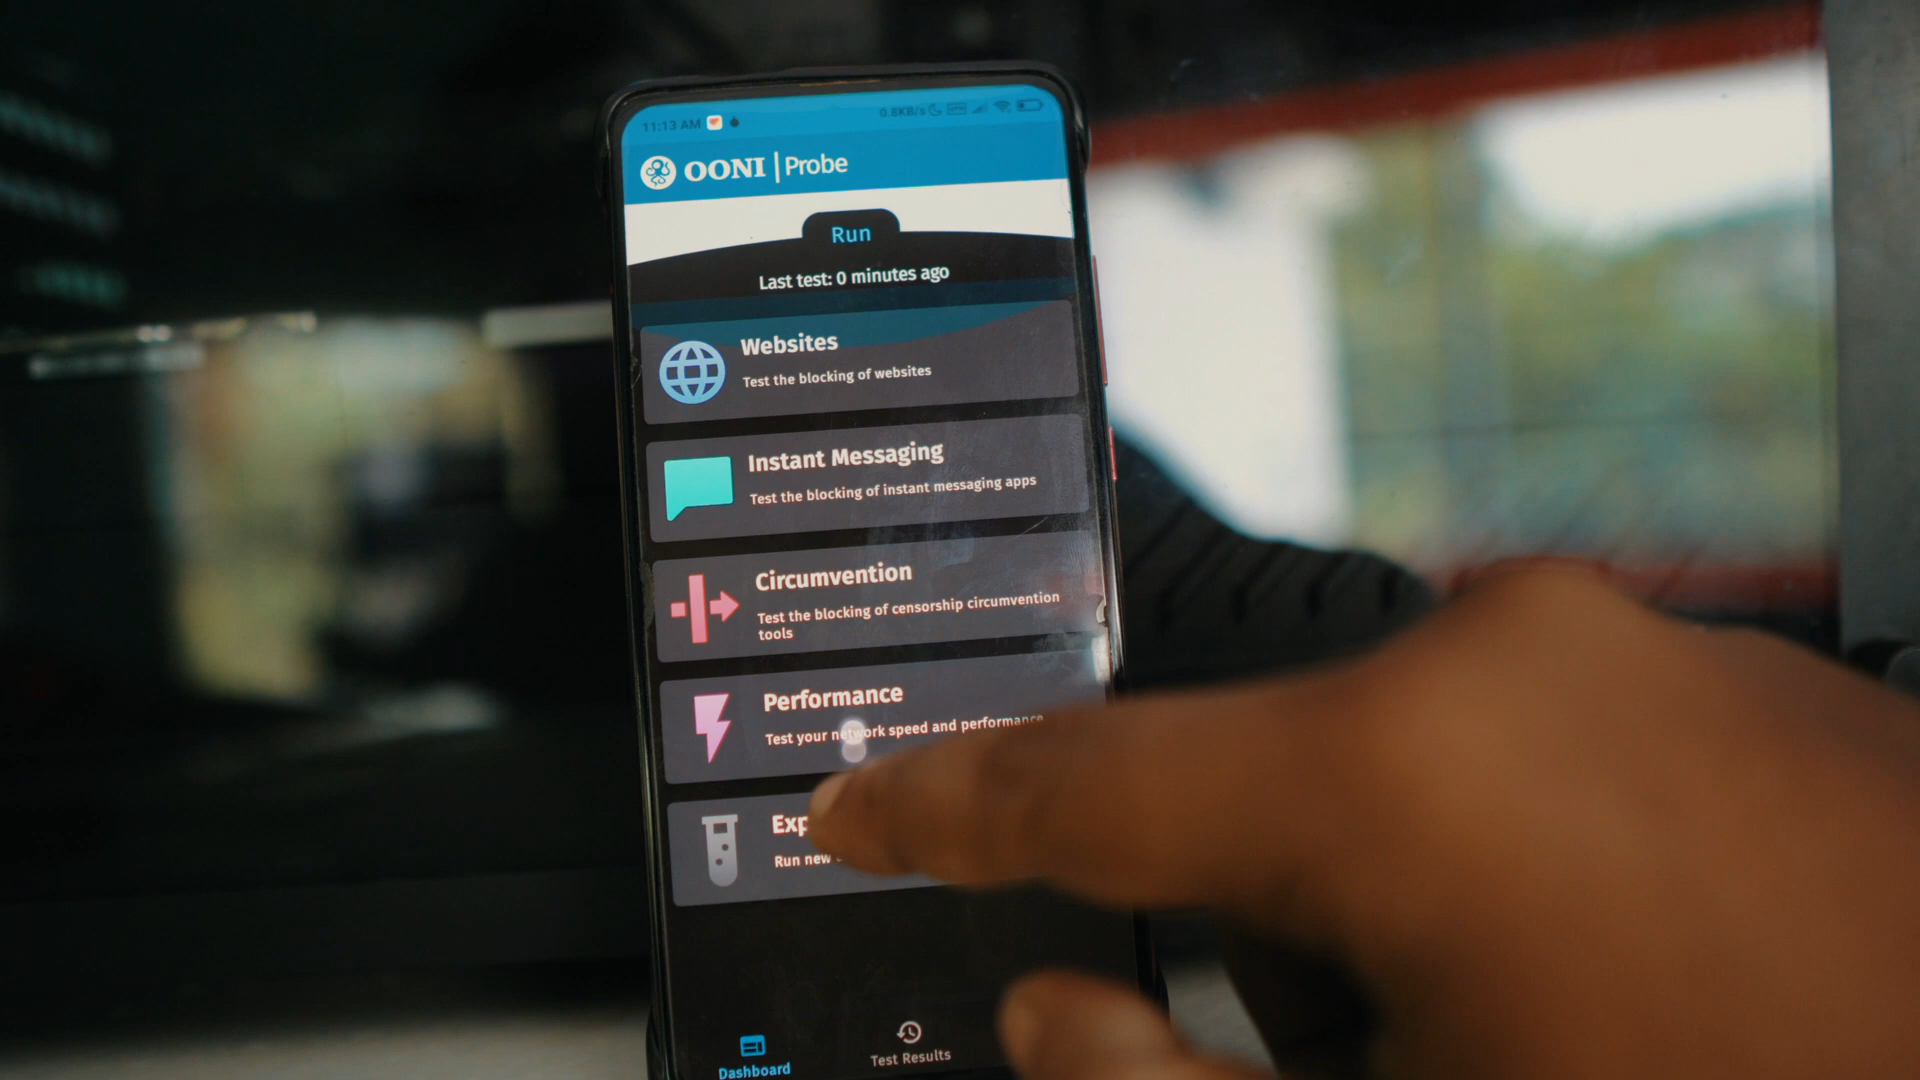 11:13 AM
0.8KB/s
OONI | Probe
Run
Last test: 0 minutes ago
Websites
Test the blocking of websites
Instant Messaging
Test the blocking of instant messaging apps
Circumvention
Test the blocking of censorship circumvention
tools
Performance
Test your network speed and performance
Exp
Run new
Dashboard
Test Results